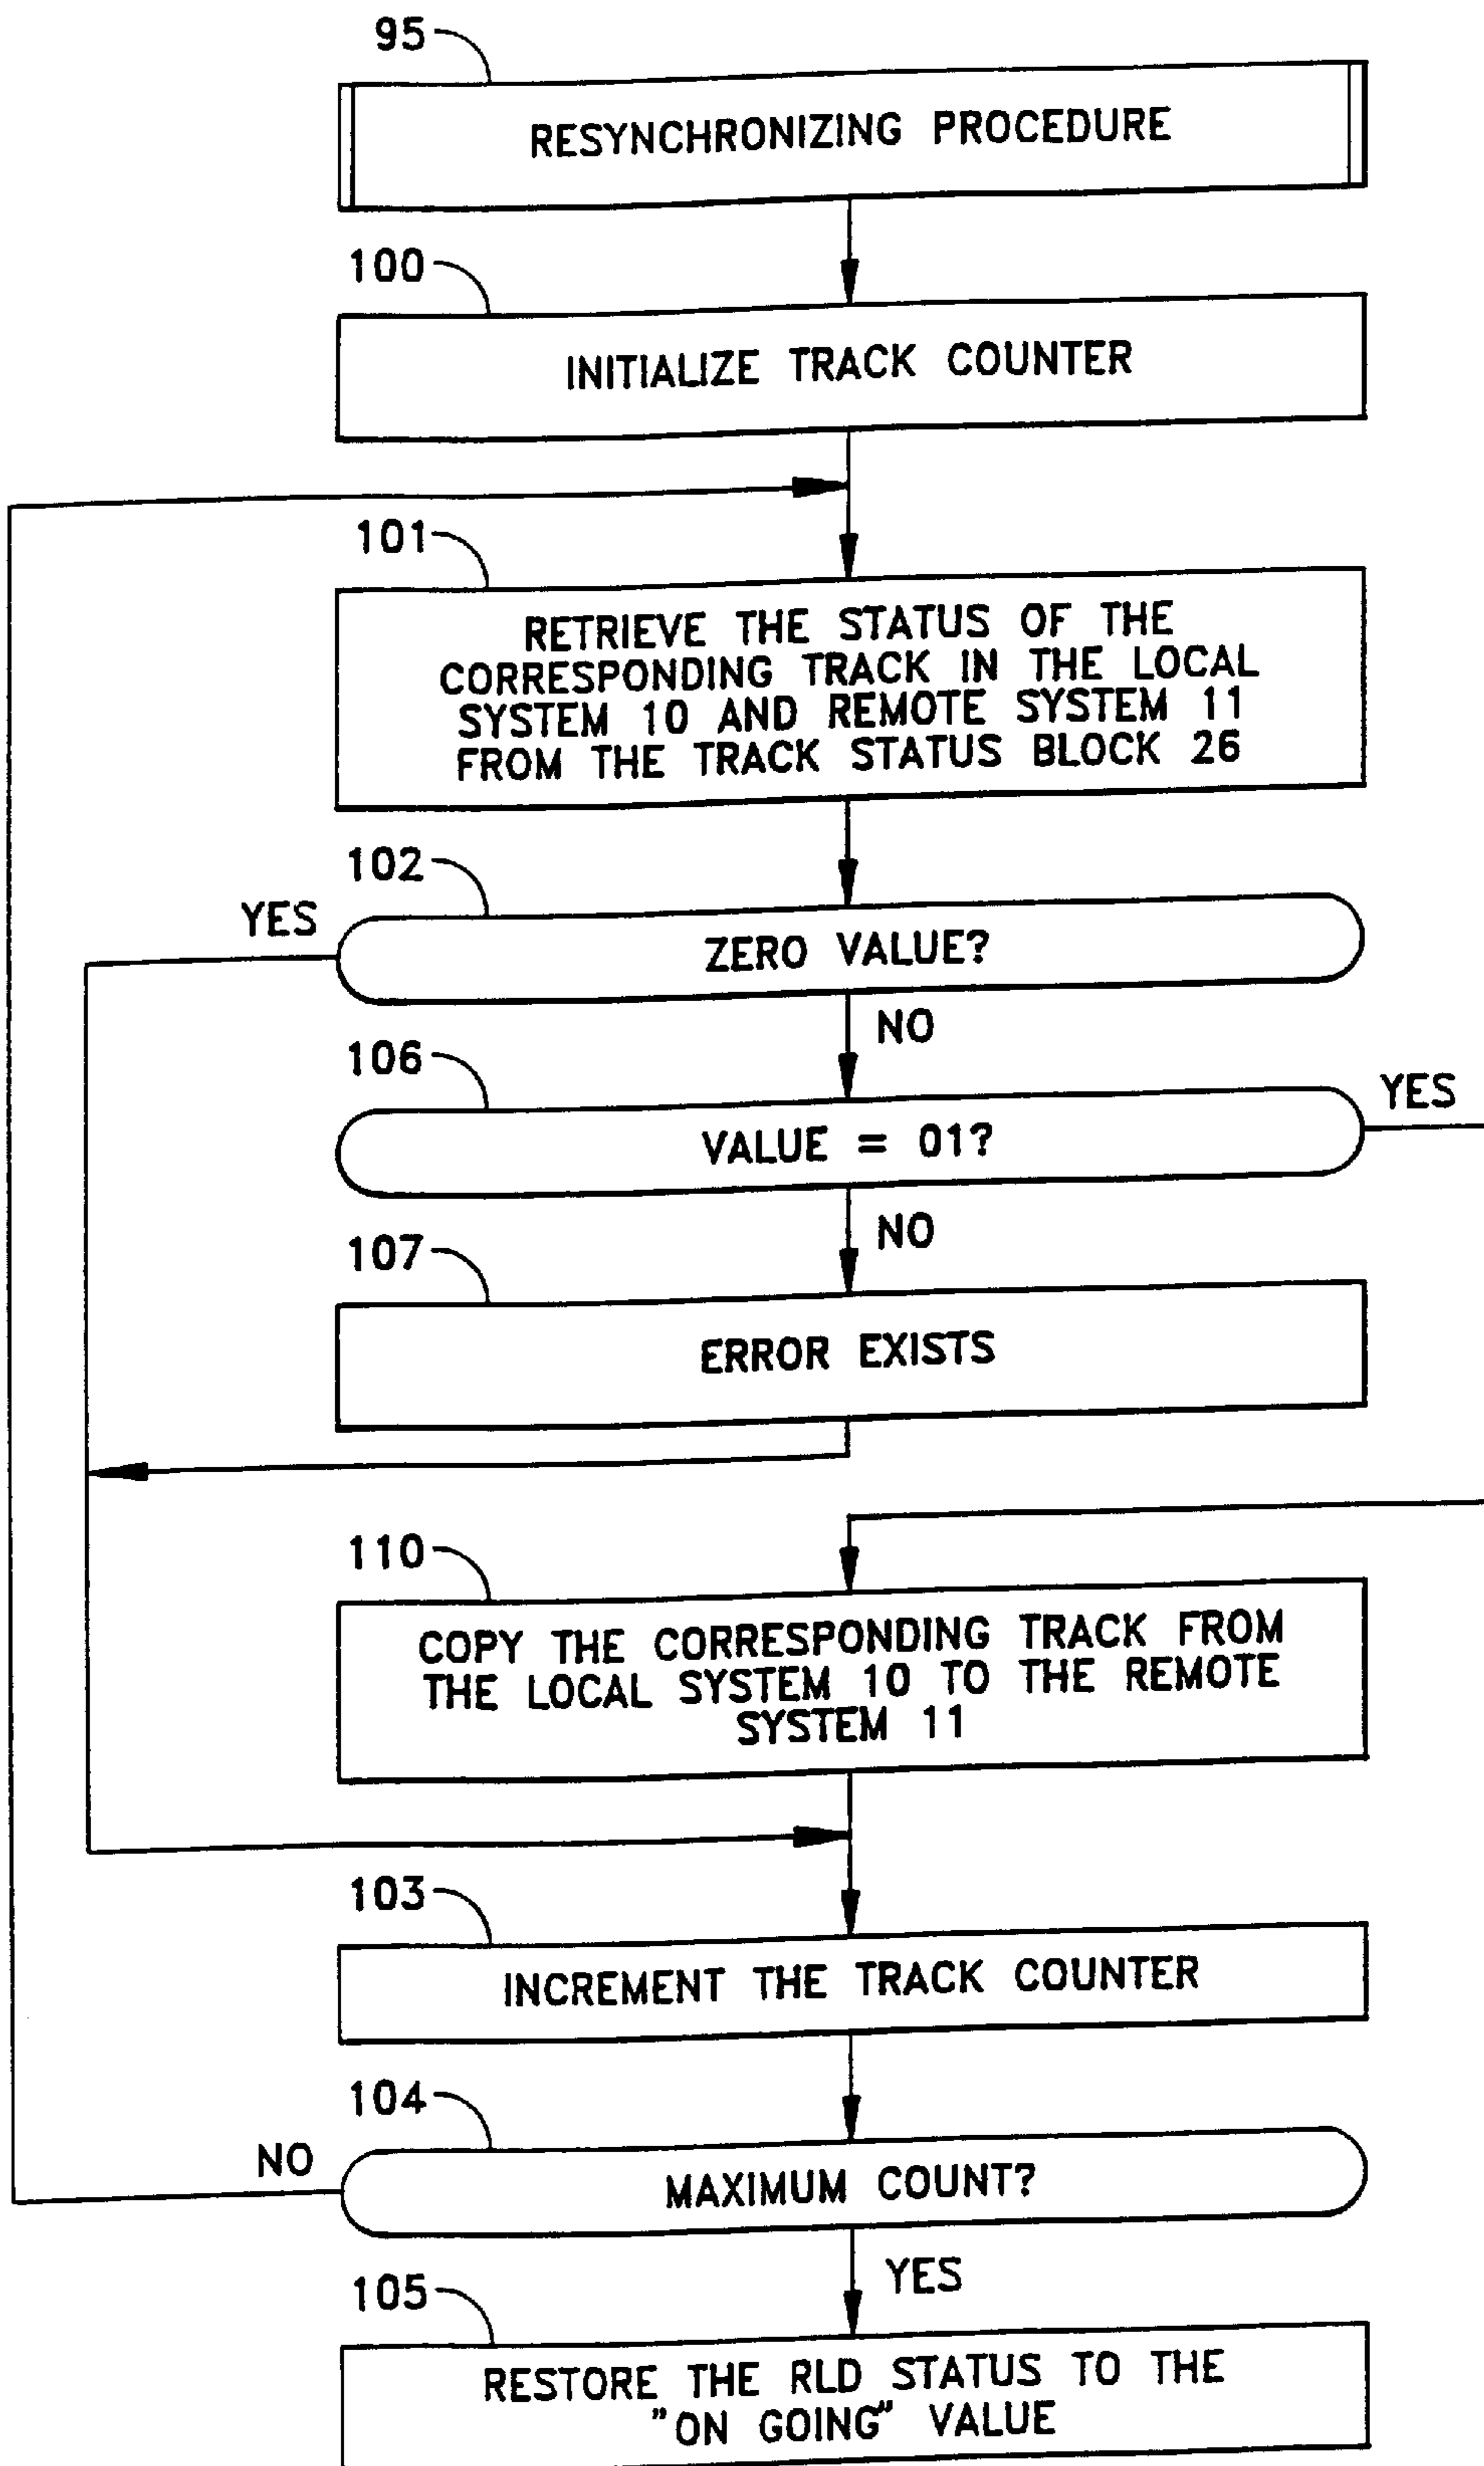 95
RESYNCHRONIZING PROCEDURE
100
INITIALIZE TRACK COUNTER
101
RETRIEVE THE STATUS OF THE
CORRESPONDING TRACK IN THE LOCAL
SYSTEM 10 AND REMOTE SYSTEM 11
FROM THE TRACK STATUS BLOCK 26
102
YES
ZERO VALUE?
NO
106
YES
VALUE = 01?
NO
107
ERROR EXISTS
110
COPY THE CORRESPONDING TRACK FROM
THE LOCAL SYSTEM 10 TO THE REMOTE
SYSTEM 11
103
INCREMENT THE TRACK COUNTER
104
NO
MAXIMUM COUNT?
YES
105
RESTORE THE RLD STATUS TO THE
"ON GOING" VALUE